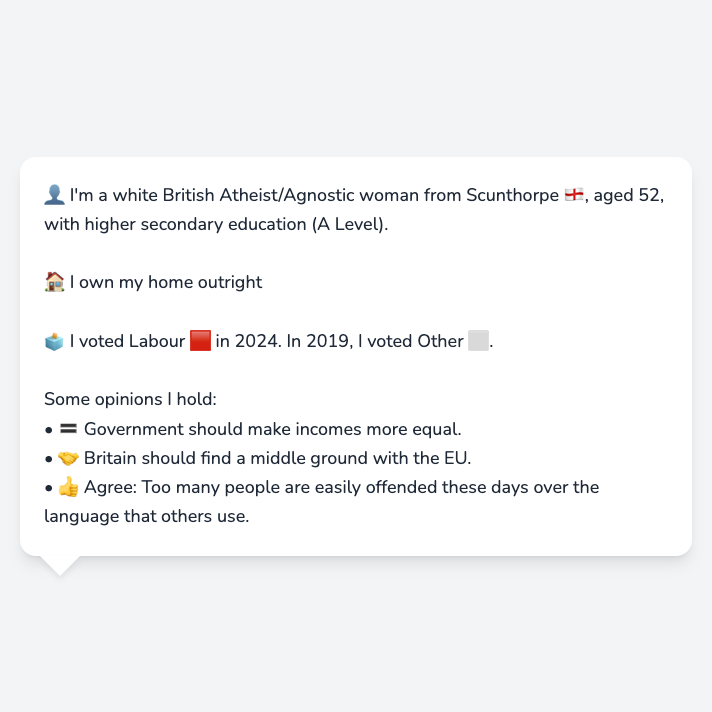 👤 I'm a white British Atheist/Agnostic woman from Scunthorpe 🏴󠁧󠁢󠁥󠁮󠁧󠁿, aged 52,
with higher secondary education (A Level).
🏠 I own my home outright
🗳️ I voted Labour 🟥 in 2024. In 2019, I voted Other ⬜.
Some opinions I hold:
• 🟰 Government should make incomes more equal.
• 🤝 Britain should find a middle ground with the EU.
• 👍 Agree: Too many people are easily offended these days over the
language that others use.